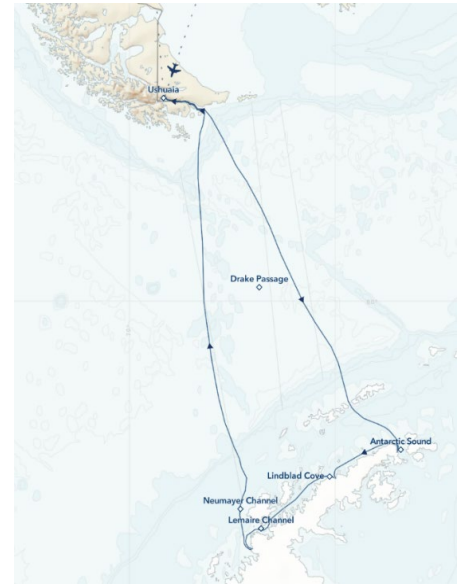 Ushuaia
Drake Passage
Antarctic Sound
Lindblad Cove
Neumayer Channel
Lemaire Channel